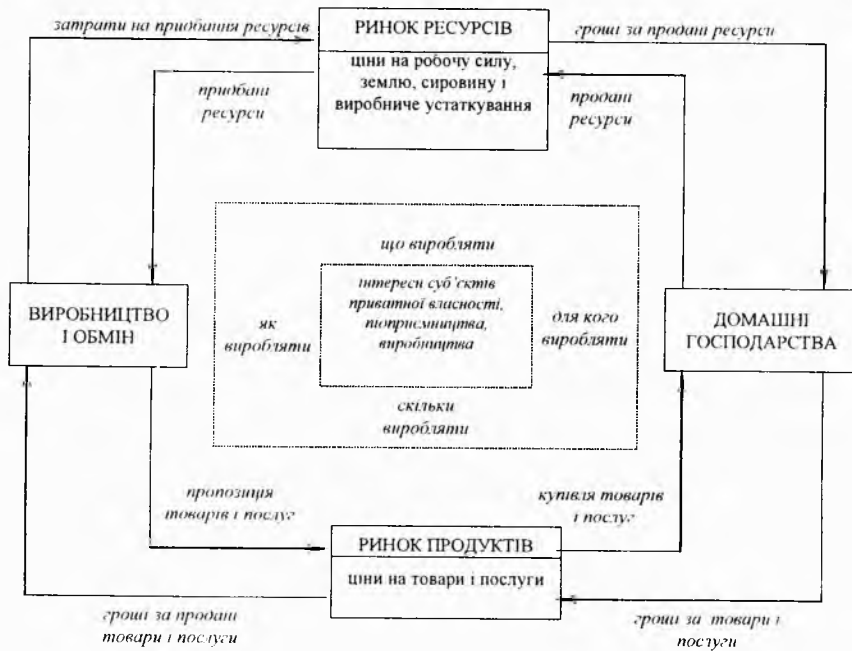 затрати на придбання ресурсів
РИНОК РЕСУРСІВ
гроші за продані ресурси
ціни на робочу силу,
землю, сировину і
виробниче устаткування
придбані
ресурси
продані
ресурси
що виробляти
інтереси суб'єктів
приватної власності,
підприємництва,
виробництва
як
виробляти
для кого
виробляти
скільки
виробляти
ВИРОБНИЦТВО
І ОБМІН
ДОМАШНІ
ГОСПОДАРСТВА
пропозиція
товарів і послуг
купівля товарів
і послуг
РИНОК ПРОДУКТІВ
ціни на товари і послуги
гроші за продані
товари і послуги
гроші за товари і
послуги